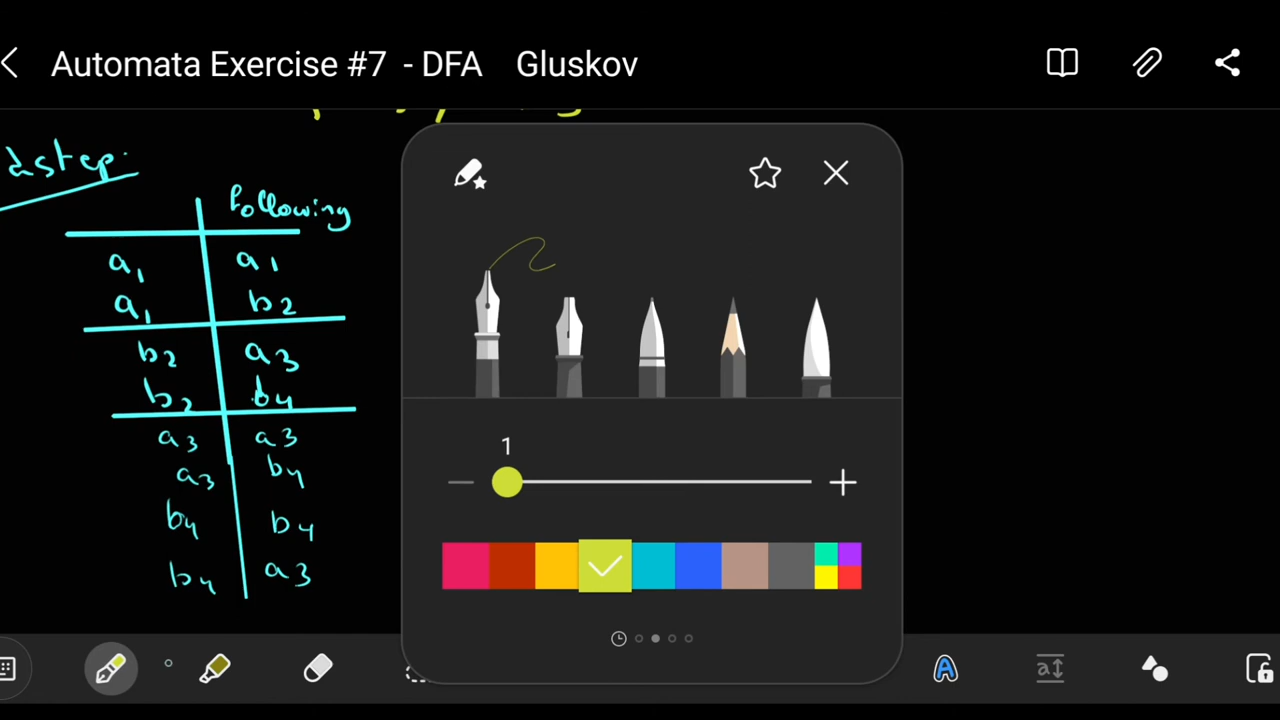 Automata Exercise #7 - DFA Gluskov
2step:
following
a1 a1
a1 b2
b2 a3
b2 b4
a3 a3
a3 b4
b4 b4
b4 a3
1
A
a